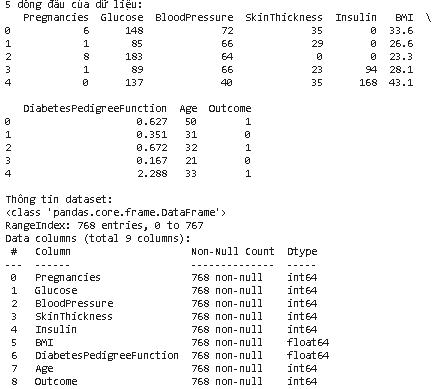 5 dòng đầu của dữ liệu:
   Pregnancies  Glucose  BloodPressure  SkinThickness  Insulin   BMI  \
0            6      148             72             35        0  33.6
1            1       85             66             29        0  26.6
2            8      183             64              0        0  23.3
3            1       89             66             23       94  28.1
4            0      137             40             35      168  43.1
   DiabetesPedigreeFunction  Age  Outcome
0                     0.627   50        1
1                     0.351   31        0
2                     0.672   32        1
3                     0.167   21        0
4                     2.288   33        1
Thông tin dataset:
<class 'pandas.core.frame.DataFrame'>
RangeIndex: 768 entries, 0 to 767
Data columns (total 9 columns):
 #   Column                    Non-Null Count  Dtype
---  ------                    --------------  -----
 0   Pregnancies               768 non-null    int64
 1   Glucose                   768 non-null    int64
 2   BloodPressure             768 non-null    int64
 3   SkinThickness             768 non-null    int64
 4   Insulin                   768 non-null    int64
 5   BMI                       768 non-null    float64
 6   DiabetesPedigreeFunction  768 non-null    float64
 7   Age                       768 non-null    int64
 8   Outcome                   768 non-null    int64